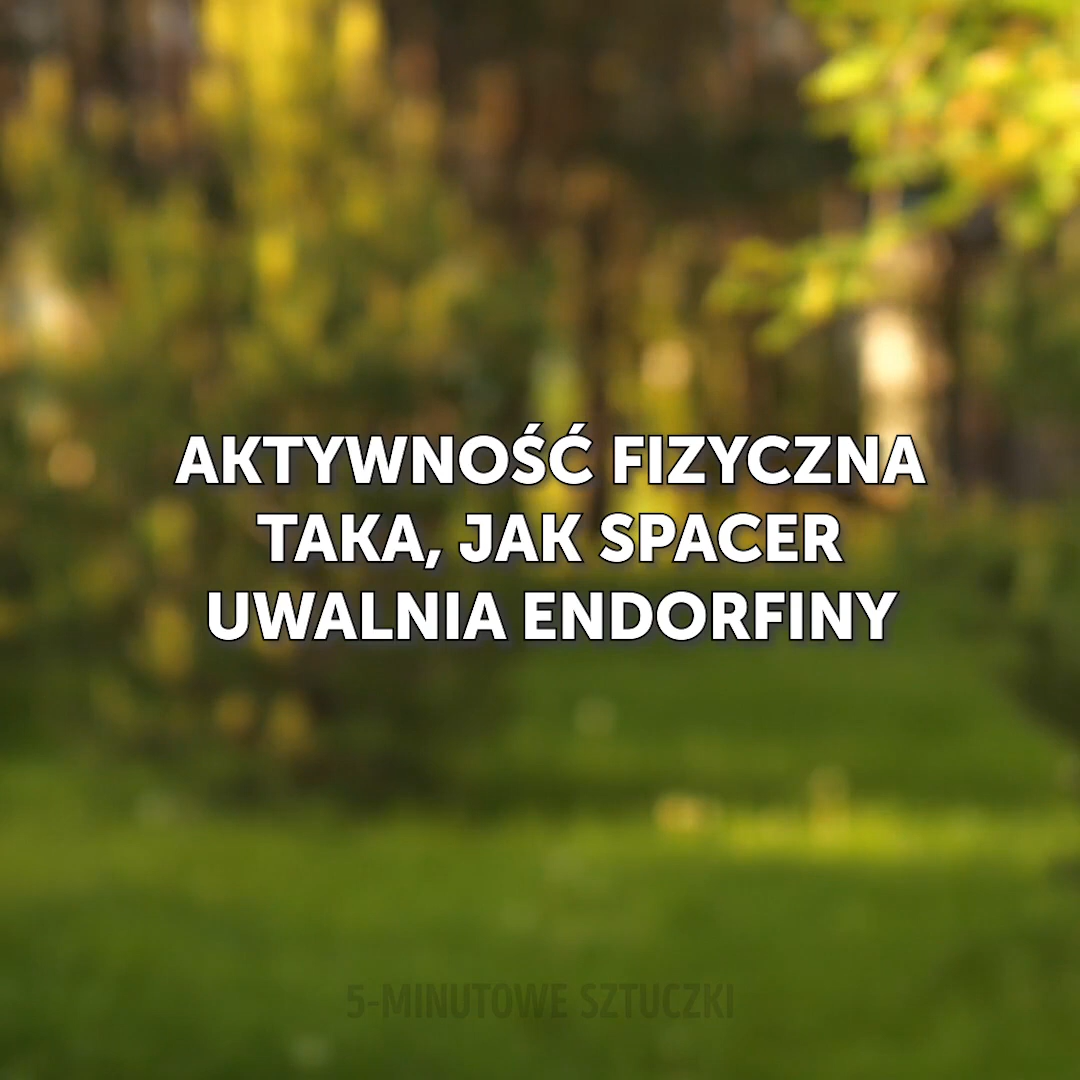 AKTYWNOŚĆ FIZYCZNA
TAKA, JAK SPACER
UWALNIA ENDORFINY
5-MINUTOWE SZTUCZKI